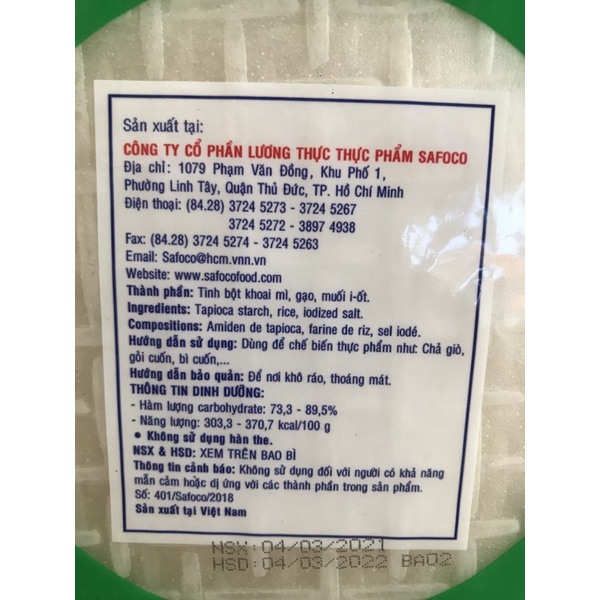 Sản xuất tại:
CÔNG TY CỔ PHẦN LƯƠNG THỰC THỰC PHẨM SAFOCO
Địa chỉ: 1079 Phạm Văn Đồng, Khu Phố 1,
Phường Linh Tây, Quận Thủ Đức, TP. Hồ Chí Minh
Điện thoại: (84.28) 3724 5273 - 3724 5267
3724 5272 - 3897 4938
Fax: (84.28) 3724 5274 - 3724 5263
Email: Safoco@hcm.vnn.vn
Website: www.safocofood.com
Thành phần: Tinh bột khoai mì, gạo, muối i-ốt.
Ingredients: Tapioca starch, rice, iodized salt.
Compositions: Amiden de tapioca, farine de riz, sel iodé.
Hướng dẫn sử dụng: Dùng để chế biến thực phẩm như: Chả giò,
gỏi cuốn, bì cuốn,...
Hướng dẫn bảo quản: Để nơi khô ráo, thoáng mát.
THÔNG TIN DINH DƯỠNG:
- Hàm lượng carbohydrate: 73,3 - 89,5%
- Năng lượng: 303,3 - 370,7 kcal/100 g
• Không sử dụng hàn the.
NSX & HSD: XEM TRÊN BAO BÌ
Thông tin cảnh báo: Không sử dụng đối với người có khả năng
mẫn cảm hoặc dị ứng với các thành phần trong sản phẩm.
Số: 401/Safoco/2018
Sản xuất tại Việt Nam
NSX: 04/03/2021
HSD: 04/03/2022 BA02